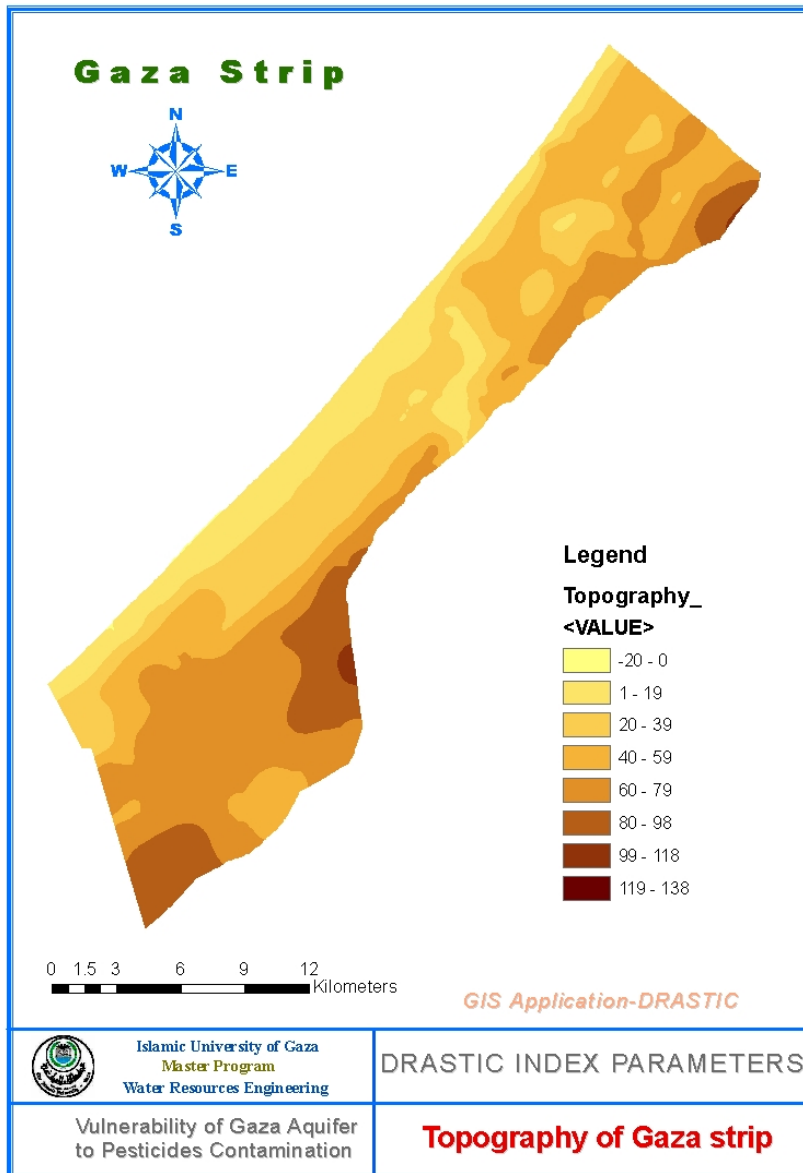 Gaza Strip
N
W E
S
Legend
Topography_
<VALUE>
-20 - 0
1 - 19
20 - 39
40 - 59
60 - 79
80 - 98
99 - 118
119 - 138
0 1.5 3 6 9 12
Kilometers
GIS Application-DRASTIC
Islamic University of Gaza
Master Program
Water Resources Engineering
DRASTIC INDEX PARAMETERS
Vulnerability of Gaza Aquifer
to Pesticides Contamination
Topography of Gaza strip